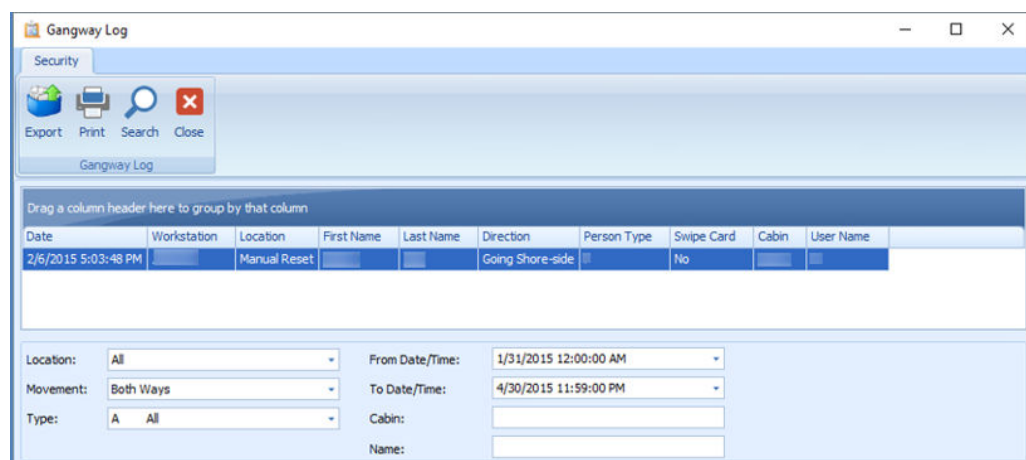 Gangway Log
Security
Export Print Search Close
Gangway Log
Drag a column header here to group by that column
Date Workstation Location First Name Last Name Direction Person Type Swipe Card Cabin User Name
2/6/2015 5:03:48 PM Manual Reset Going Shore-side No
Location: All From Date/Time: 1/31/2015 12:00:00 AM
Movement: Both Ways To Date/Time: 4/30/2015 11:59:00 PM
Type: A All Cabin:
Name: